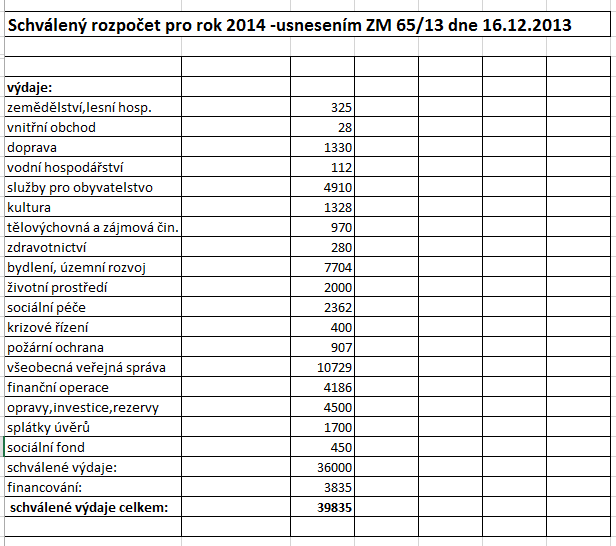 Schválený rozpočet pro rok 2014 -usnesením ZM 65/13 dne 16.12.2013
výdaje:
zemědělství,lesní hosp. 325
vnitřní obchod 28
doprava 1330
vodní hospodářství 112
služby pro obyvatelstvo 4910
kultura 1328
tělovýchovná a zájmová čin. 970
zdravotnictví 280
bydlení, územní rozvoj 7704
životní prostředí 2000
sociální péče 2362
krizové řízení 400
požární ochrana 907
všeobecná veřejná správa 10729
finanční operace 4186
opravy,investice,rezervy 4500
splátky úvěrů 1700
sociální fond 450
schválené výdaje: 36000
financování: 3835
schválené výdaje celkem: 39835